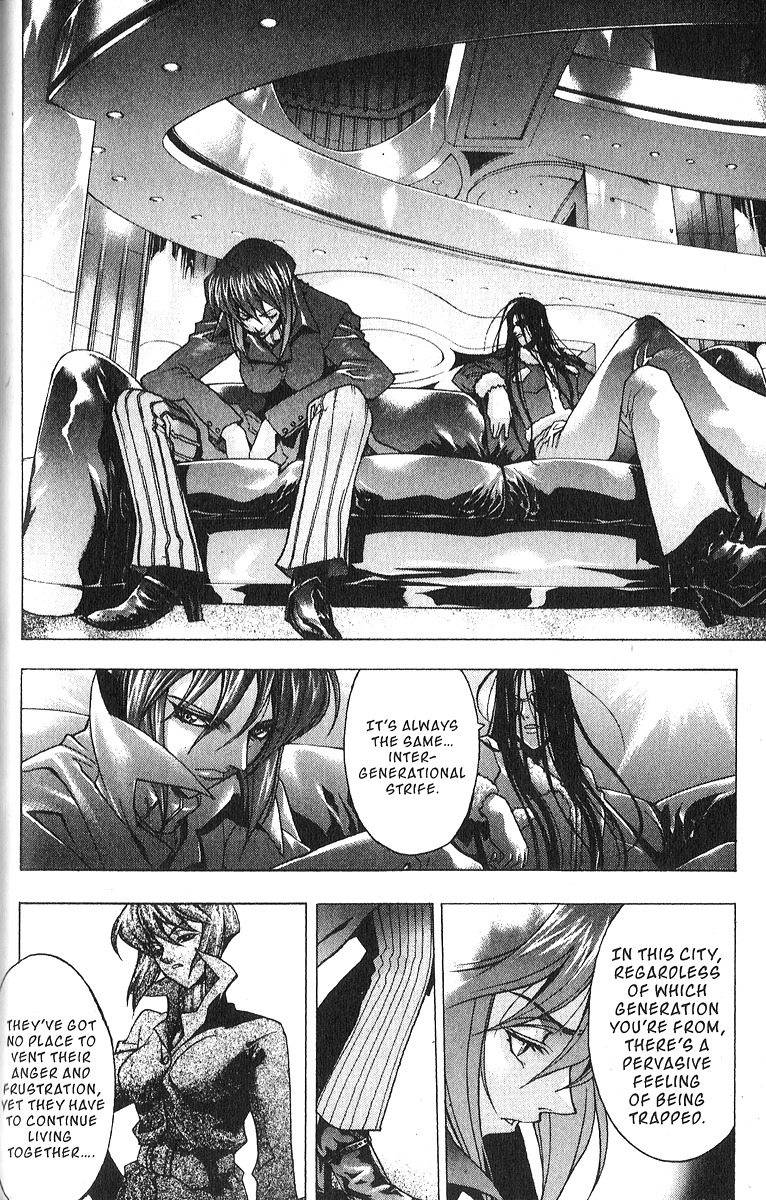 IT'S ALWAYS
THE SAME...
INTER-
GENERATIONAL
STRIFE.
IN THIS CITY,
REGARDLESS
OF WHICH
GENERATION
YOU'RE FROM,
THERE'S A
PERVASIVE
FEELING
OF BEING
TRAPPED.
THEY'VE GOT
NO PLACE TO
VENT THEIR
ANGER AND
FRUSTRATION,
YET THEY HAVE
TO CONTINUE
LIVING
TOGETHER....